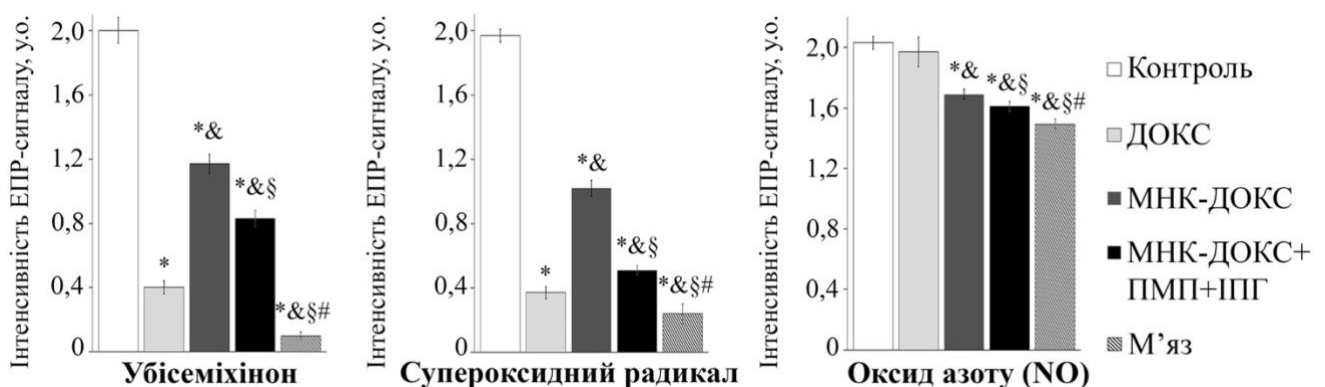 Інтенсивність ЕПР-сигналу, у.о.
2,0
1,6
1,2
0,8
0,4
0
*
*&
*&§
*&§#
Убісеміхінон
Інтенсивність ЕПР-сигналу, у.о.
2,0
1,6
1,2
0,8
0,4
0
*
*&
*&§
*&§#
Супероксидний радикал
Інтенсивність ЕПР-сигналу, у.о.
2,0
1,6
1,2
0,8
0,4
0
*&
*&§
*&§#
Оксид азоту (NO)
Контроль
ДОКС
МНК-ДОКС
МНК-ДОКС+
ПМП+ІПГ
М’яз